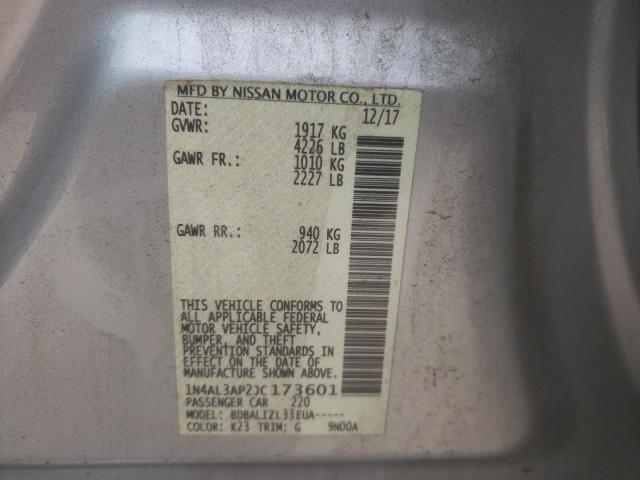 MFD BY NISSAN MOTOR CO., LTD.
DATE: 12/17
GVWR: 1917 KG
4226 LB
GAWR FR.: 1010 KG
2227 LB
GAWR RR.: 940 KG
2072 LB
THIS VEHICLE CONFORMS TO
ALL APPLICABLE FEDERAL
MOTOR VEHICLE SAFETY,
BUMPER, AND THEFT
PREVENTION STANDARDS IN
EFFECT ON THE DATE OF
MANUFACTURE SHOWN ABOVE.
1N4AL3AP2JC173601
PASSENGER CAR 220
MODEL: BDBALIZL33EUA-----
COLOR: K23 TRIM: G 9N00A